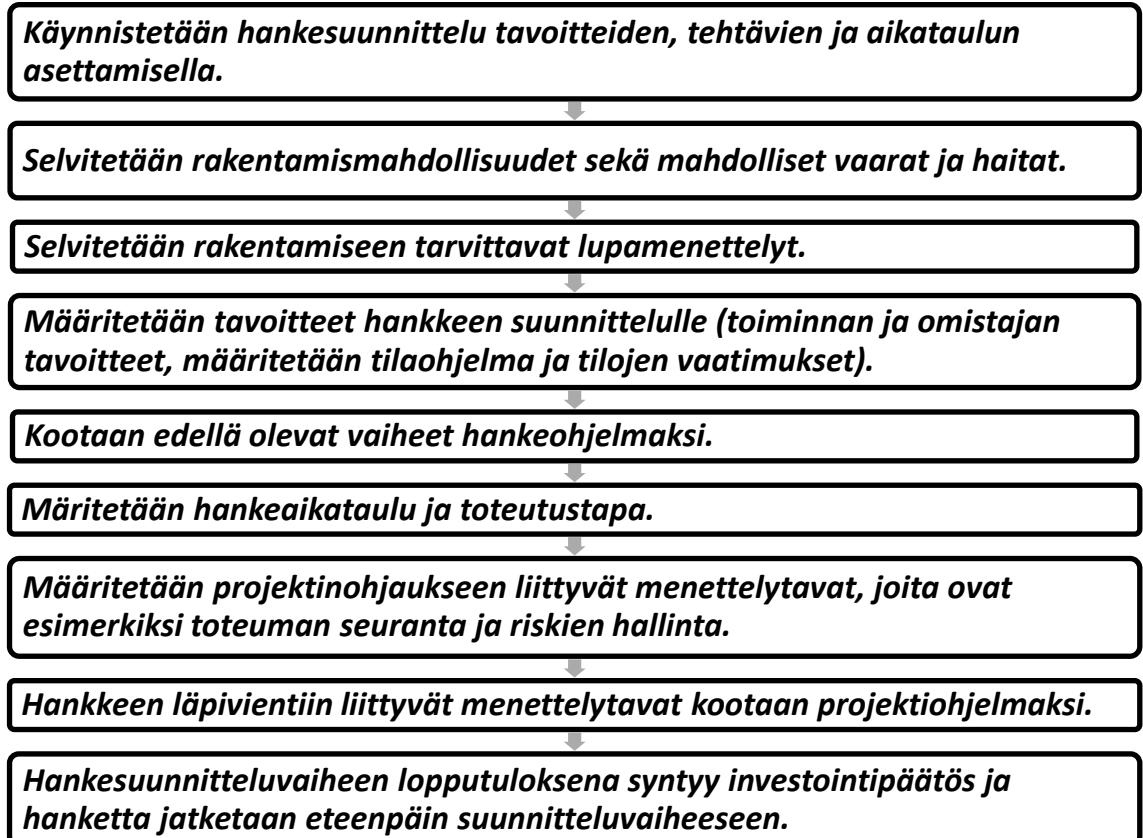 Käynnistetään hankesuunnittelu tavoitteiden, tehtävien ja aikataulun
asettamisella.
Selvitetään rakentamismahdollisuudet sekä mahdolliset vaarat ja haitat.
Selvitetään rakentamiseen tarvittavat lupamenettelyt.
Määritetään tavoitteet hankkeen suunnittelulle (toiminnan ja omistajan
tavoitteet, määritetään tilaohjelma ja tilojen vaatimukset).
Kootaan edellä olevat vaiheet hankeohjelmaksi.
Märitetään hankeaikataulu ja toteutustapa.
Määritetään projektinohjaukseen liittyvät menettelytavat, joita ovat
esimerkiksi toteuman seuranta ja riskien hallinta.
Hankkeen läpivientiin liittyvät menettelytavat kootaan projektiohjelmaksi.
Hankesuunnitteluvaiheen lopputuloksena syntyy investointipäätös ja
hanketta jatketaan eteenpäin suunnitteluvaiheeseen.